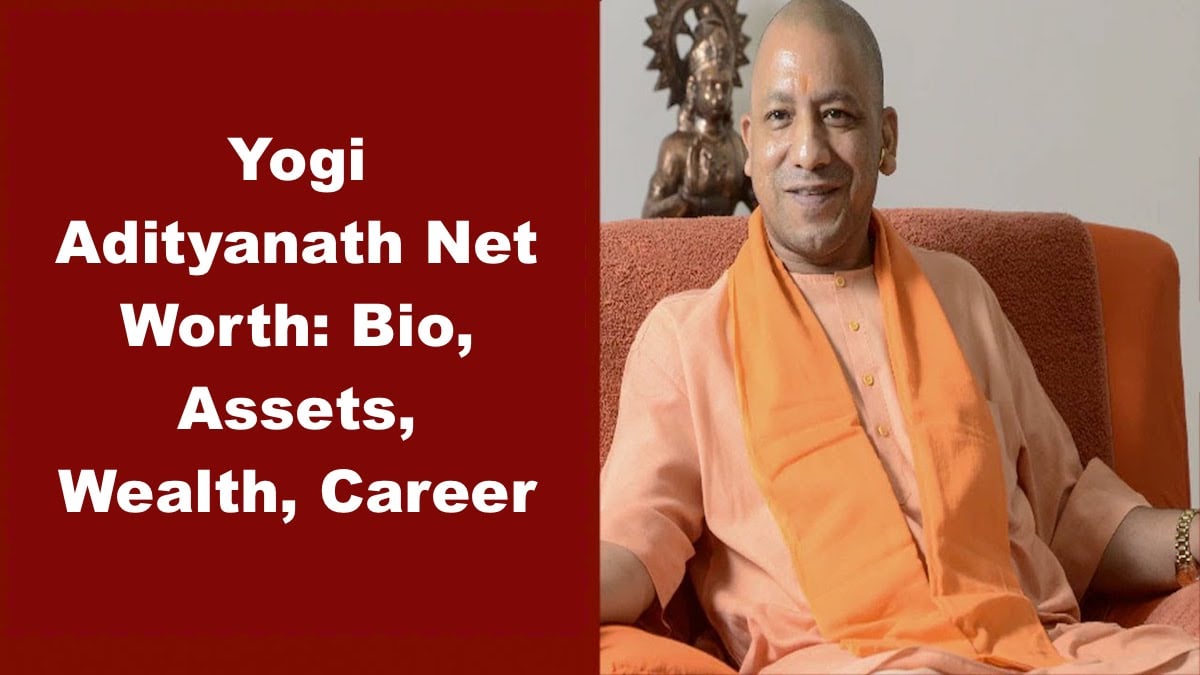 Yogi
Adityanath Net
Worth: Bio,
Assets,
Wealth, Career